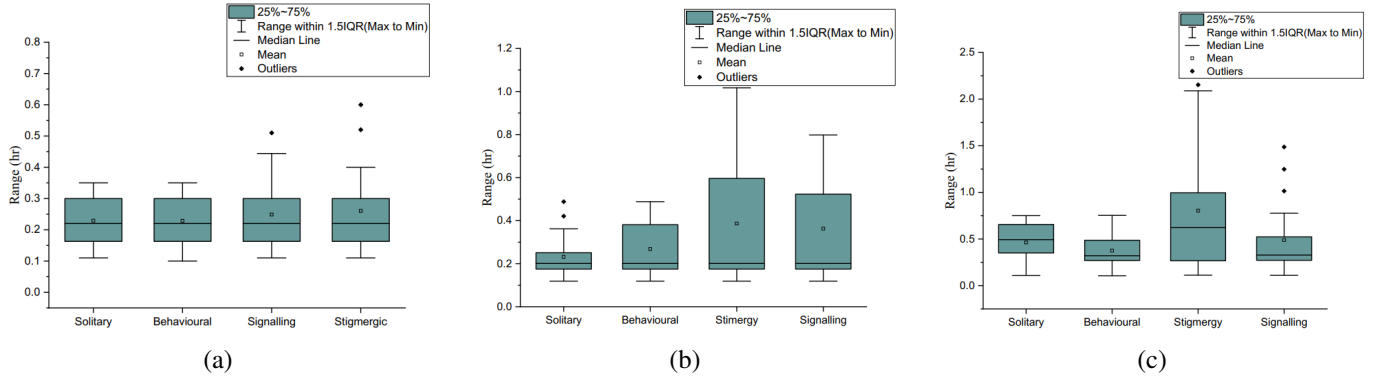 25%~75%
Range within 1.5IQR(Max to Min)
Median Line
Mean
Outliers
0.8
0.7
0.6
0.5
0.4
0.3
0.2
0.1
0.0
Range (hr)
Solitary
Behavioural
Signalling
Stigmergic
(a)
25%~75%
Range within 1.5IQR(Max to Min)
Median Line
Mean
Outliers
1.2
1.0
0.8
0.6
0.4
0.2
0.0
Range (hr)
Solitary
Behavioural
Stimergy
Signalling
(b)
25%~75%
Range within 1.5IQR(Max to Min)
Median Line
Mean
Outliers
2.5
2.0
1.5
1.0
0.5
0.0
Range (hr)
Solitary
Behavioural
Stigmergy
Signalling
(c)